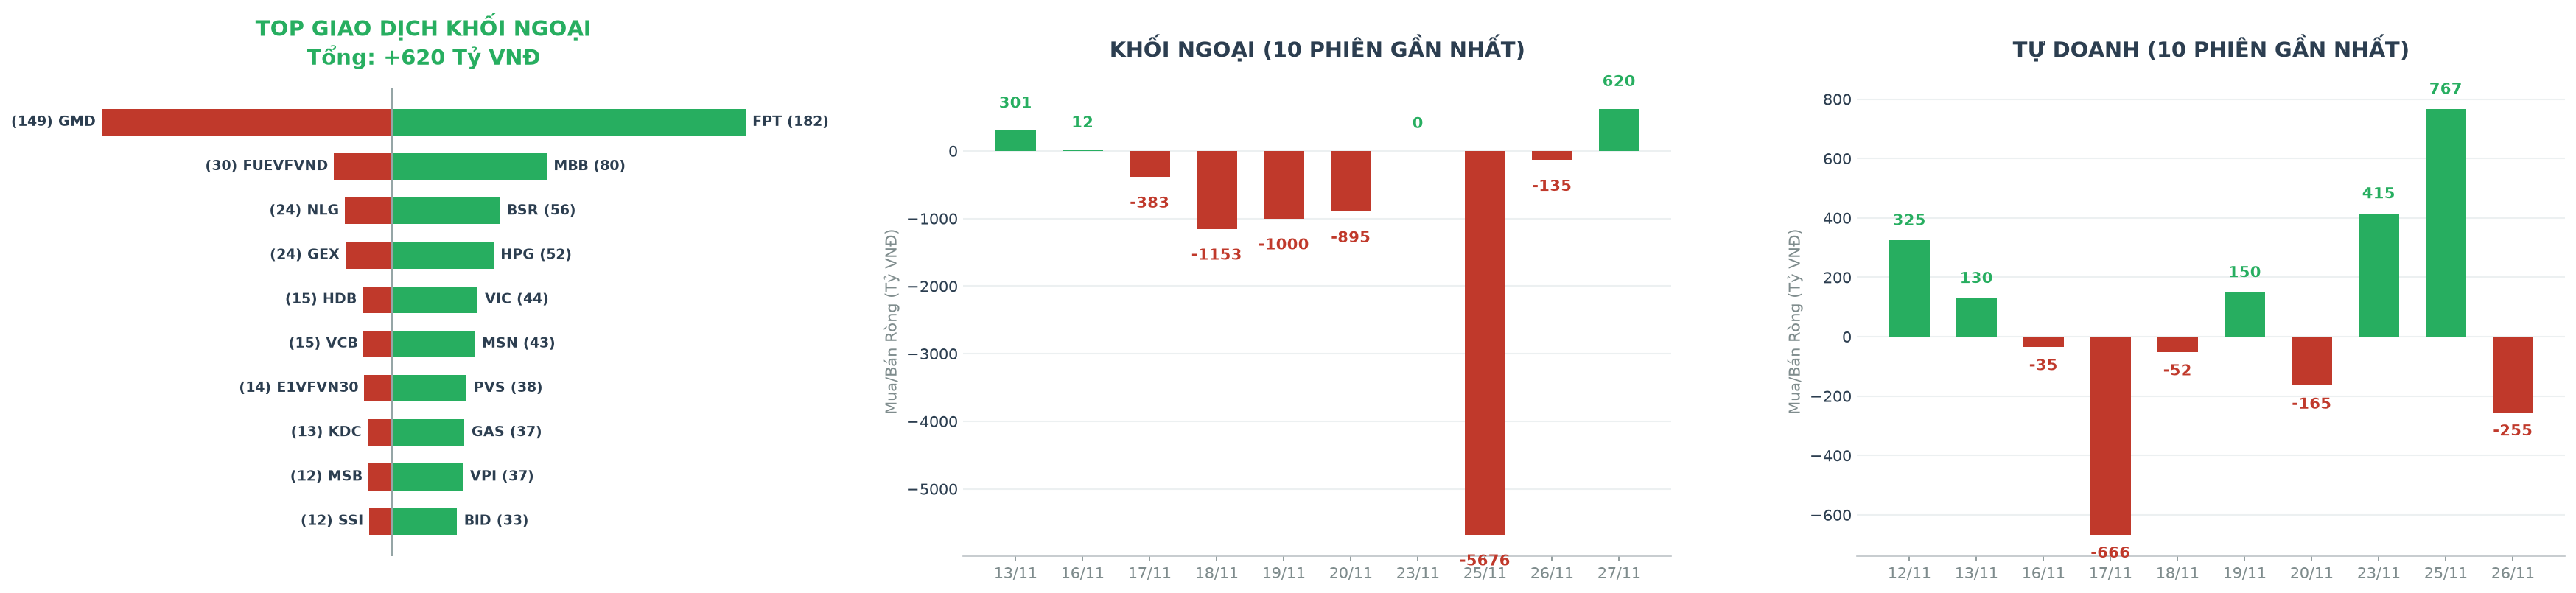 TOP GIAO DỊCH KHỐI NGOẠI
Tổng: +620 Tỷ VNĐ
(149) GMD FPT (182)
(30) FUEVFVND MBB (80)
(24) NLG BSR (56)
(24) GEX HPG (52)
(15) HDB VIC (44)
(15) VCB MSN (43)
(14) E1VFVN30 PVS (38)
(13) KDC GAS (37)
(12) MSB VPI (37)
(12) SSI BID (33)
KHỐI NGOẠI (10 PHIÊN GẦN NHẤT)
Mua/Bán Ròng (Tỷ VNĐ)
0
−1000
−2000
−3000
−4000
−5000
301
12
-383
-1153
-1000
-895
0
-5676
-135
620
13/11 16/11 17/11 18/11 19/11 20/11 23/11 25/11 26/11 27/11
TỰ DOANH (10 PHIÊN GẦN NHẤT)
Mua/Bán Ròng (Tỷ VNĐ)
800
600
400
200
0
−200
−400
−600
325
130
-35
-666
-52
150
-165
415
767
-255
12/11 13/11 16/11 17/11 18/11 19/11 20/11 23/11 25/11 26/11